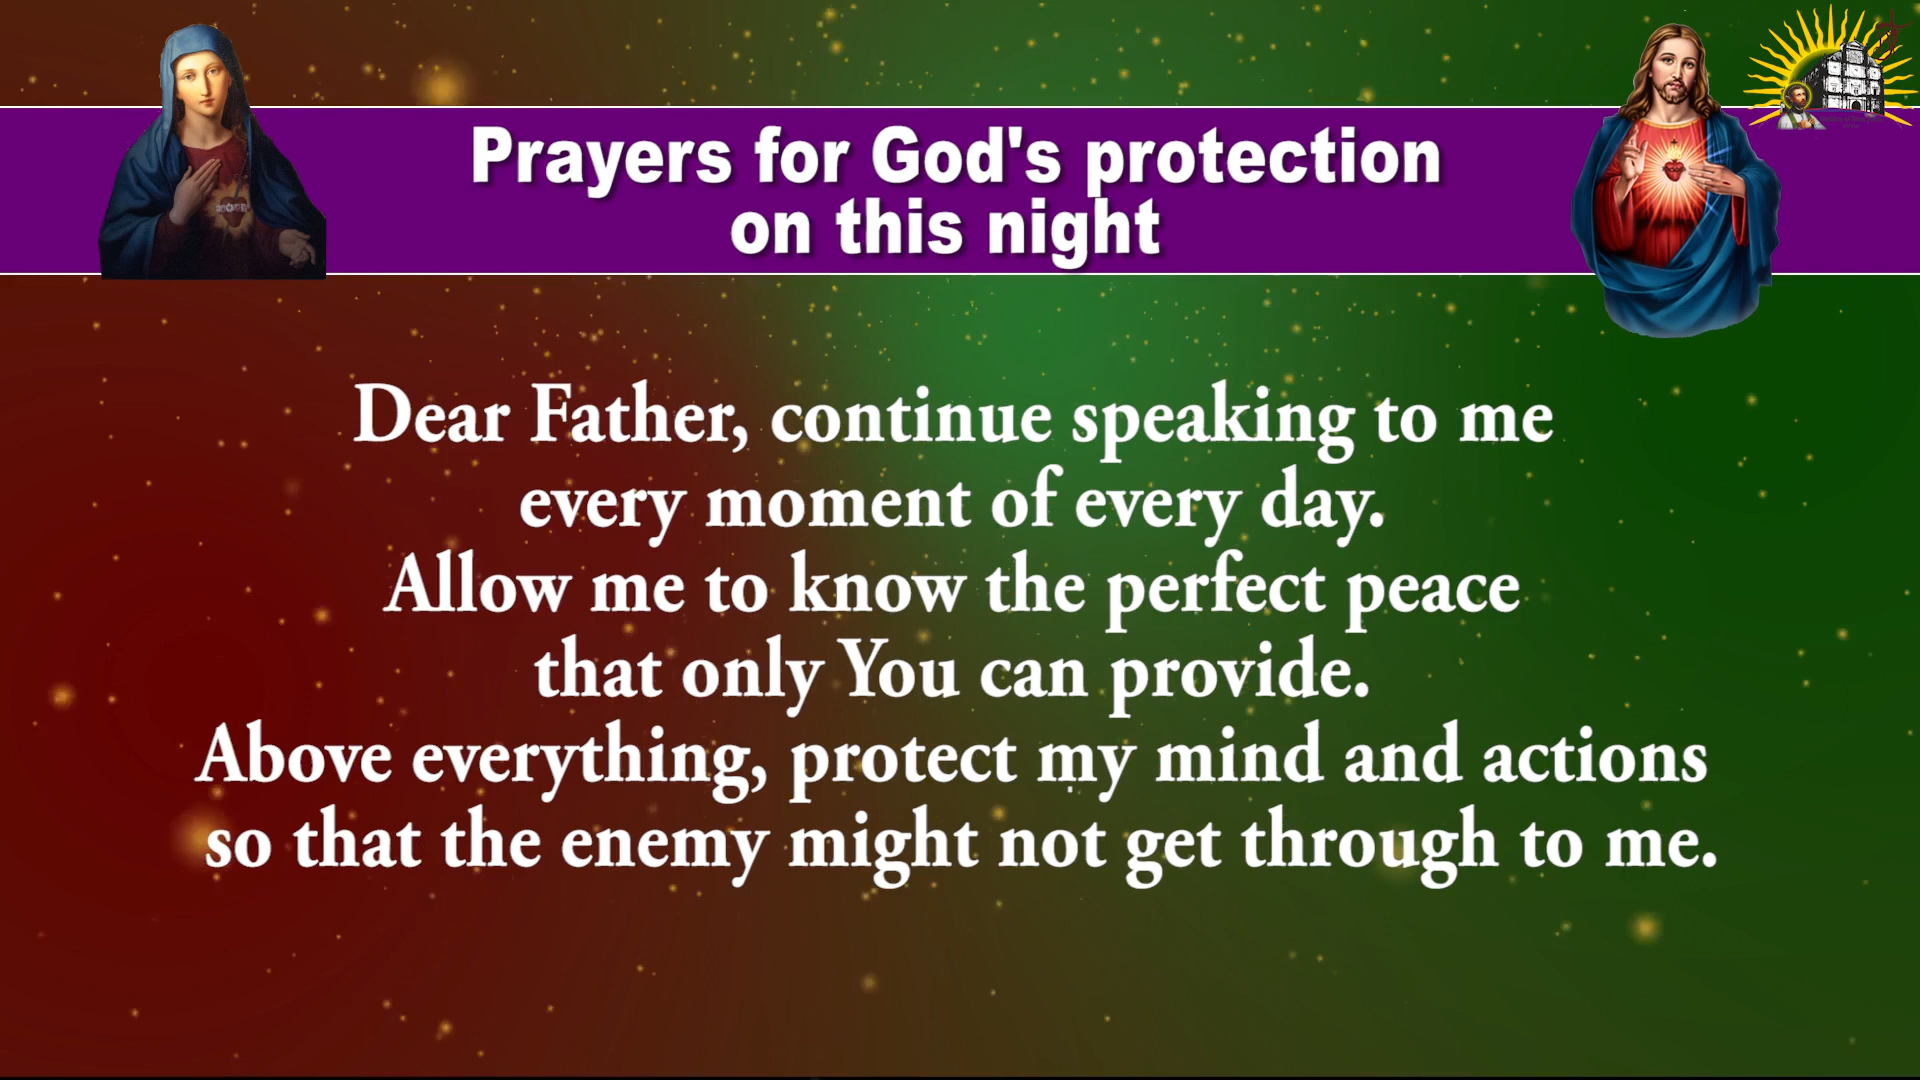 Prayers for God's protection
on this night
Dear Father, continue speaking to me
every moment of every day.
Allow me to know the perfect peace
that only You can provide.
Above everything, protect my mind and actions
so that the enemy might not get through to me.